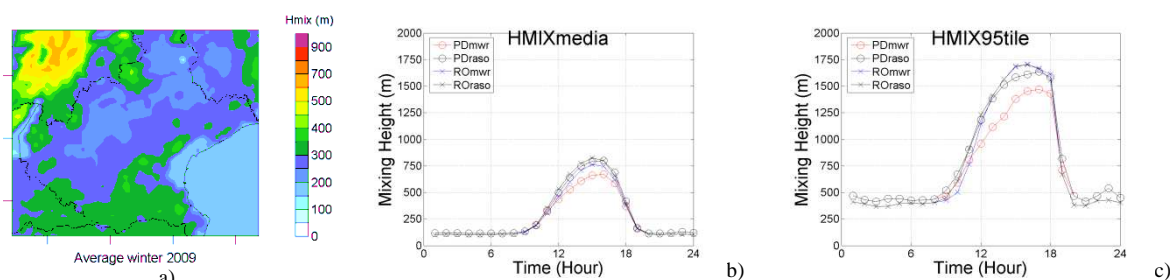 Hmix (m)
900
700
500
400
300
200
100
0
Average winter 2009
a)
HMIXmedia
PDmwr
PDraso
ROmwr
ROraso
Mixing Height (m)
2000
1750
1500
1250
1000
750
500
250
0
0 6 12 18 24
Time (Hour)
b)
HMIX95tile
PDmwr
PDraso
ROmwr
ROraso
Mixing Height (m)
2000
1750
1500
1250
1000
750
500
250
0
0 6 12 18 24
Time (Hour)
c)